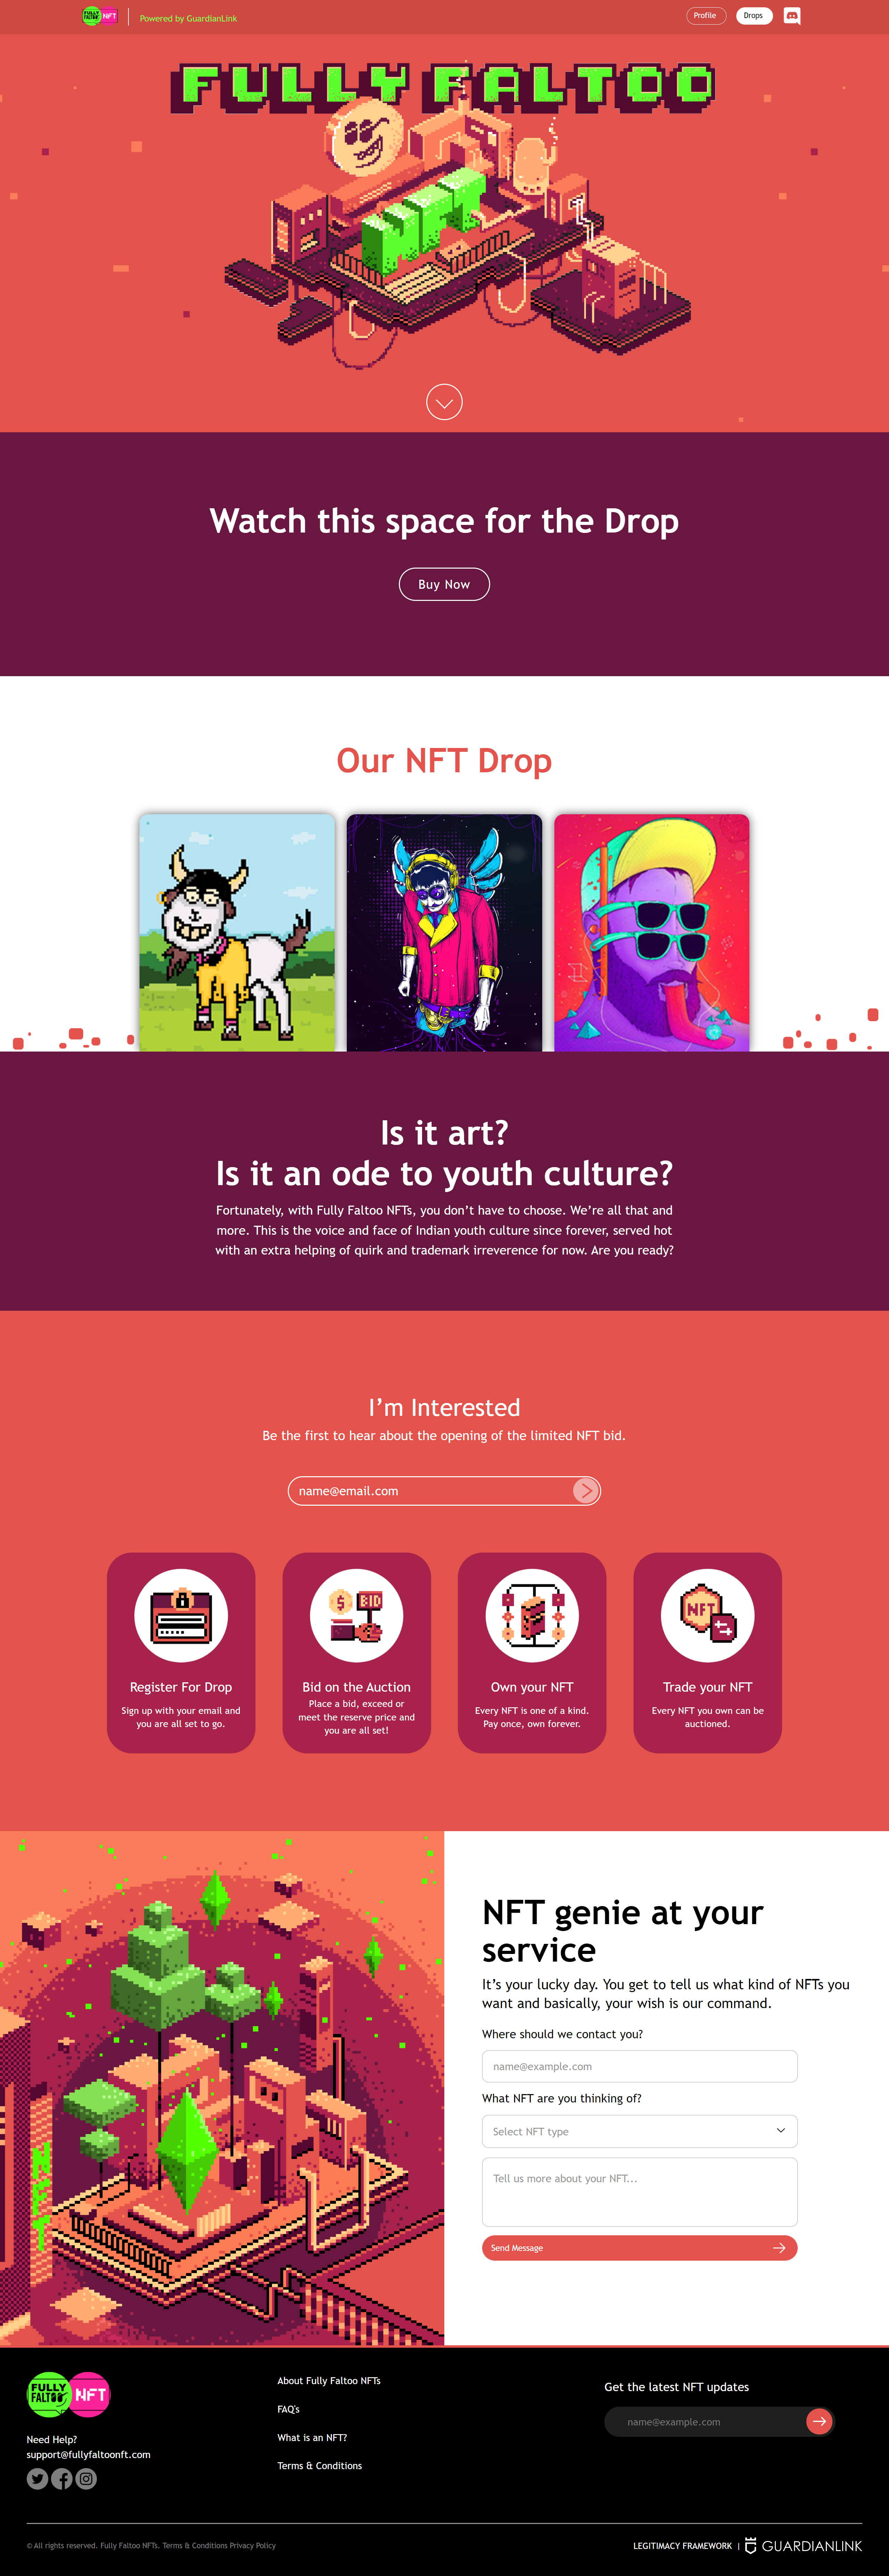 FULLY FALTOO NFT
Powered by GuardianLink
Profile
Drops
FULLY FALTOO
NFT
Watch this space for the Drop
Buy Now
Our NFT Drop
Is it art?
Is it an ode to youth culture?
Fortunately, with Fully Faltoo NFTs, you don’t have to choose. We’re all that and
more. This is the voice and face of Indian youth culture since forever, served hot
with an extra helping of quirk and trademark irreverence for now. Are you ready?
I’m Interested
Be the first to hear about the opening of the limited NFT bid.
name@email.com
$ BID
NFT
Register For Drop
Bid on the Auction
Own your NFT
Trade your NFT
Sign up with your email and
you are all set to go.
Place a bid, exceed or
meet the reserve price and
you are all set!
Every NFT is one of a kind.
Pay once, own forever.
Every NFT you own can be
auctioned.
NFT genie at your
service
It’s your lucky day. You get to tell us what kind of NFTs you
want and basically, your wish is our command.
Where should we contact you?
name@example.com
What NFT are you thinking of?
Select NFT type
Tell us more about your NFT...
Send Message
FULLY
FALTOO NFT
Need Help?
support@fullyfaltoonft.com
About Fully Faltoo NFTs
FAQ's
What is an NFT?
Terms & Conditions
Get the latest NFT updates
name@example.com
© All rights reserved. Fully Faltoo NFTs. Terms & Conditions Privacy Policy
LEGITIMACY FRAMEWORK | GUARDIANLINK